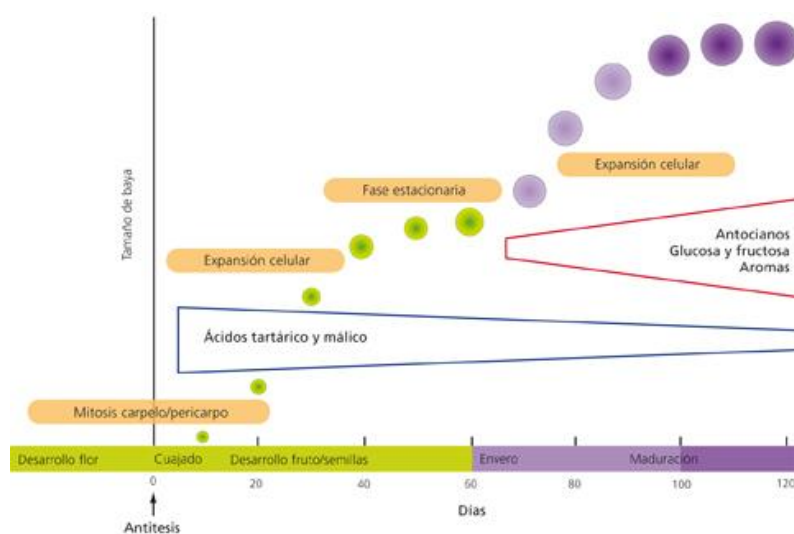 Tamaño de baya
Expansión celular
Fase estacionaria
Antocianos
Glucosa y fructosa
Aromas
Expansión celular
Ácidos tartárico y málico
Mitosis carpelo/pericarpo
Desarrollo flor
Cuajado
Desarrollo fruto/semillas
Envero
Maduración
0
20
40
60
80
100
120
Días
Antitesis